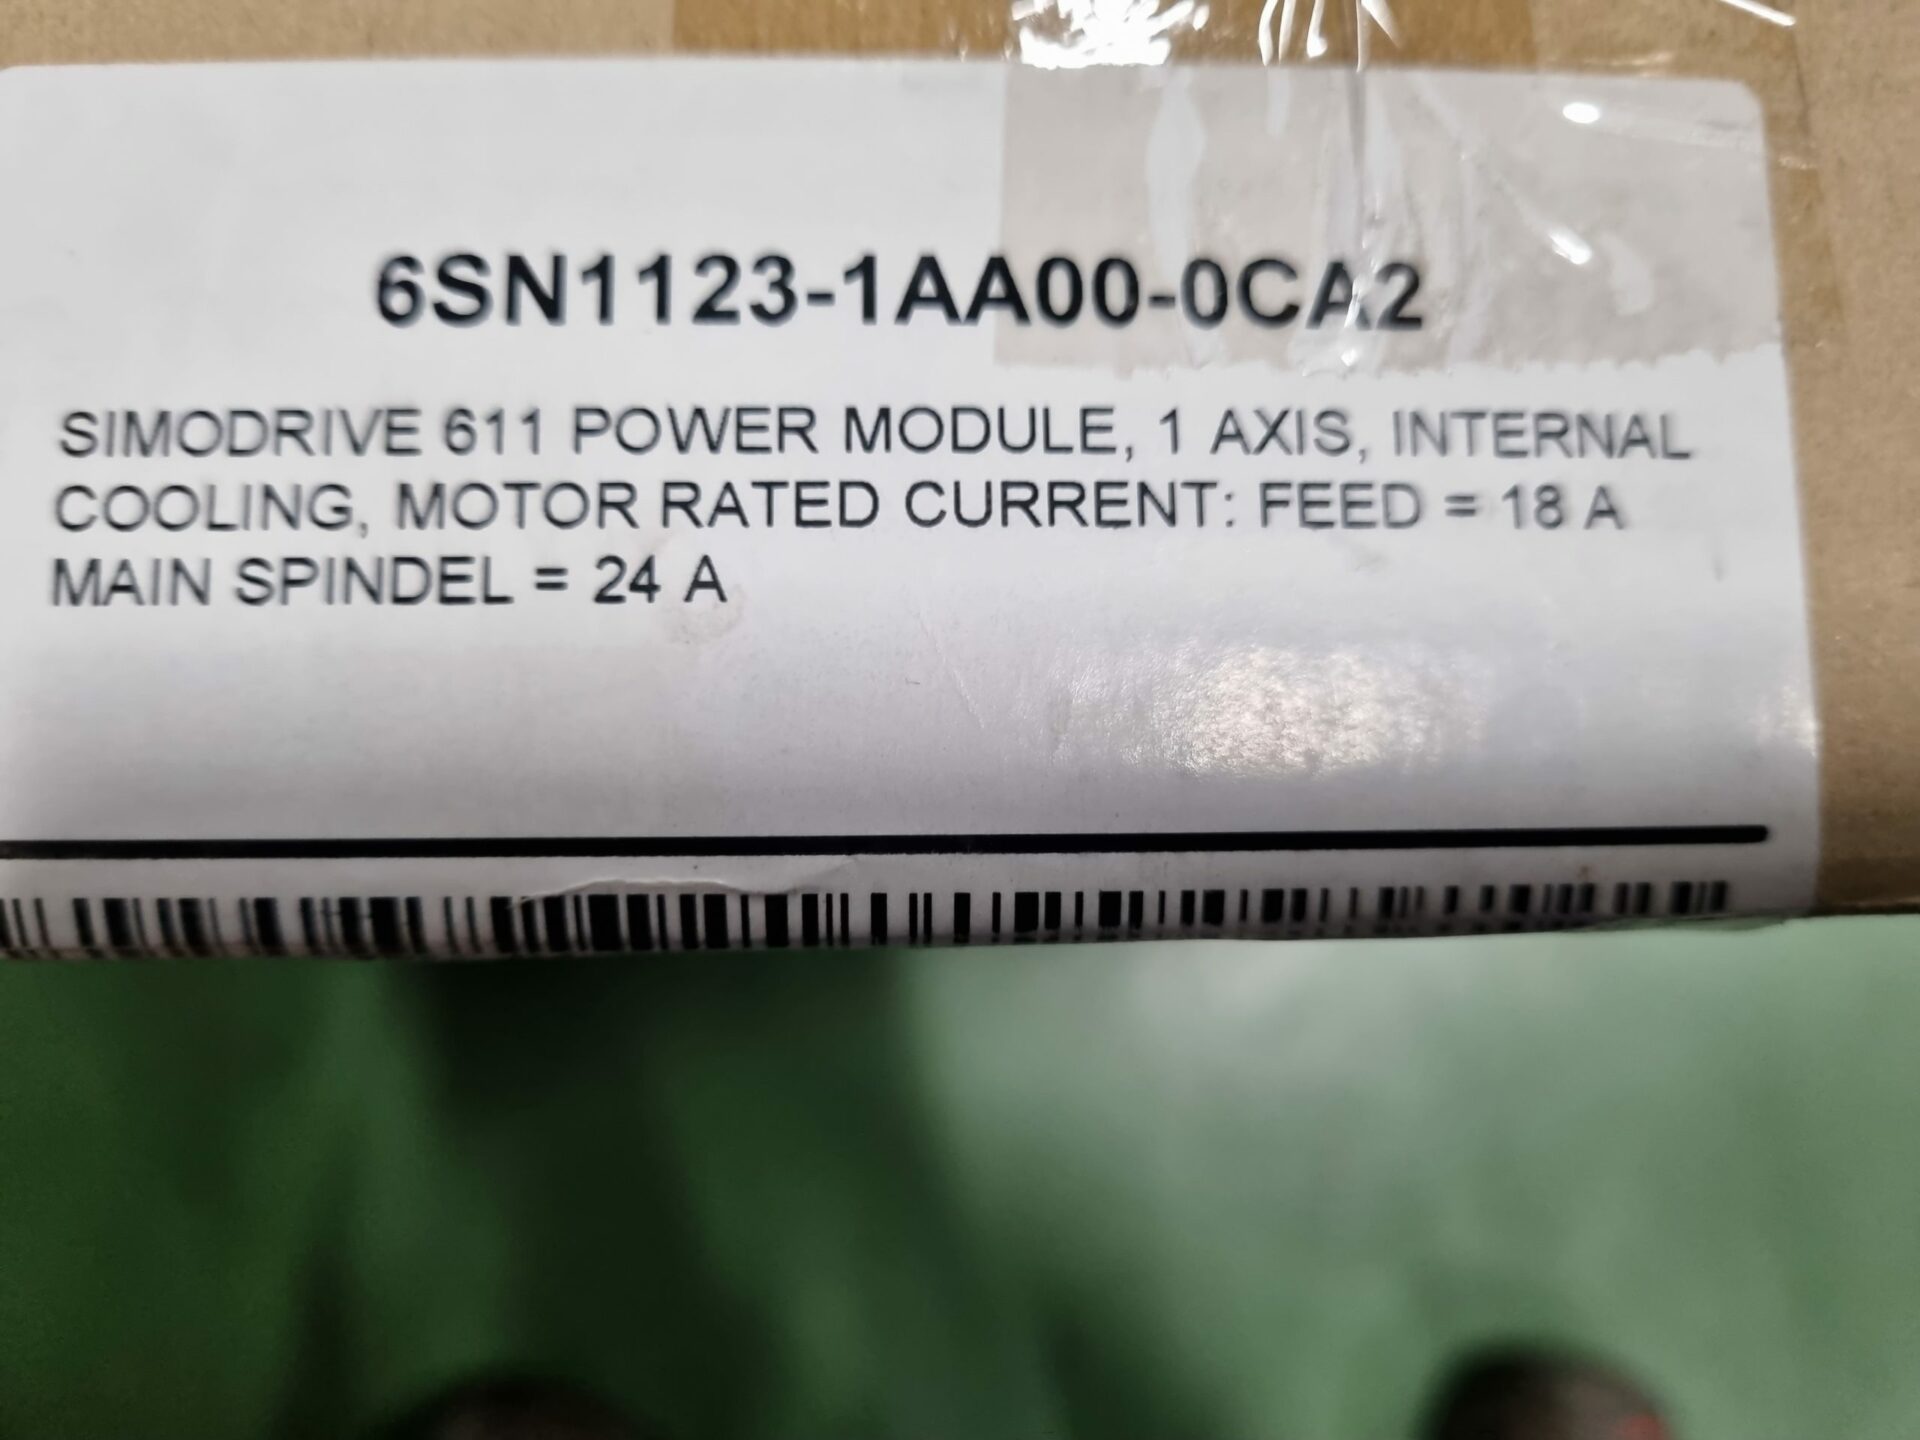 6SN1123-1AA00-0CA2
SIMODRIVE 611 POWER MODULE, 1 AXIS, INTERNAL
COOLING, MOTOR RATED CURRENT: FEED = 18 A
MAIN SPINDEL = 24 A